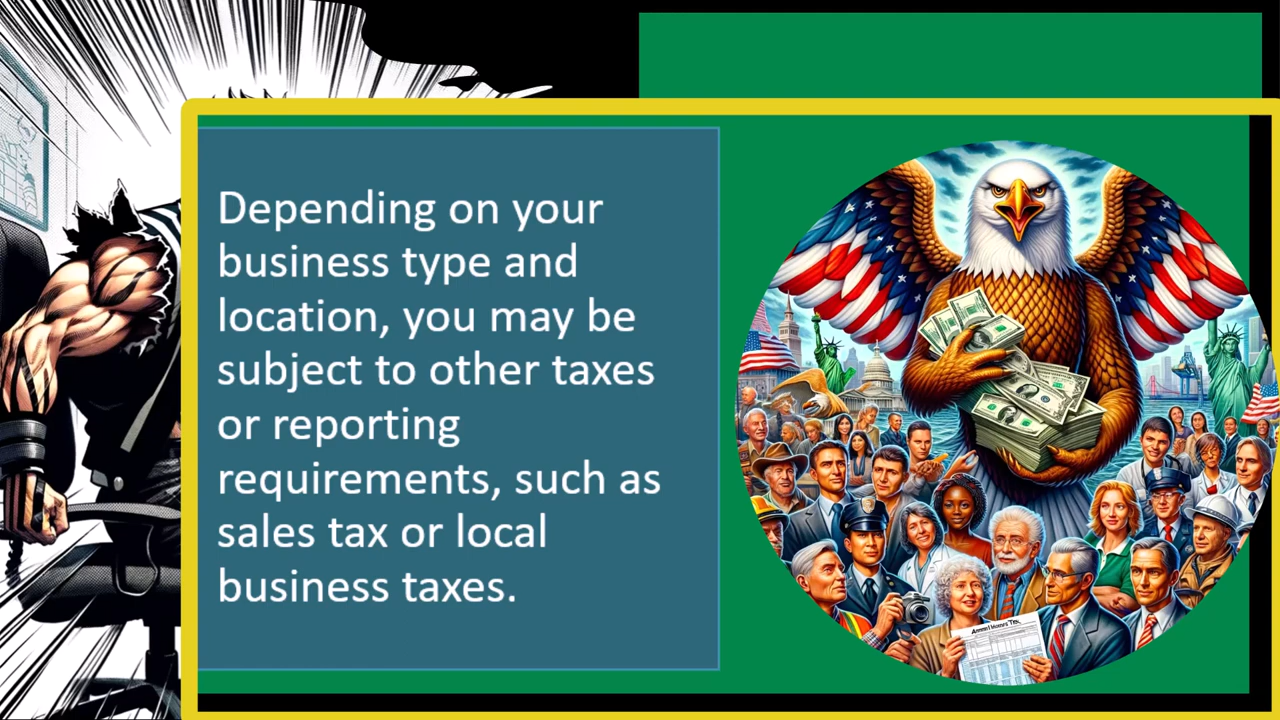 Depending on your
business type and
location, you may be
subject to other taxes
or reporting
requirements, such as
sales tax or local
business taxes.